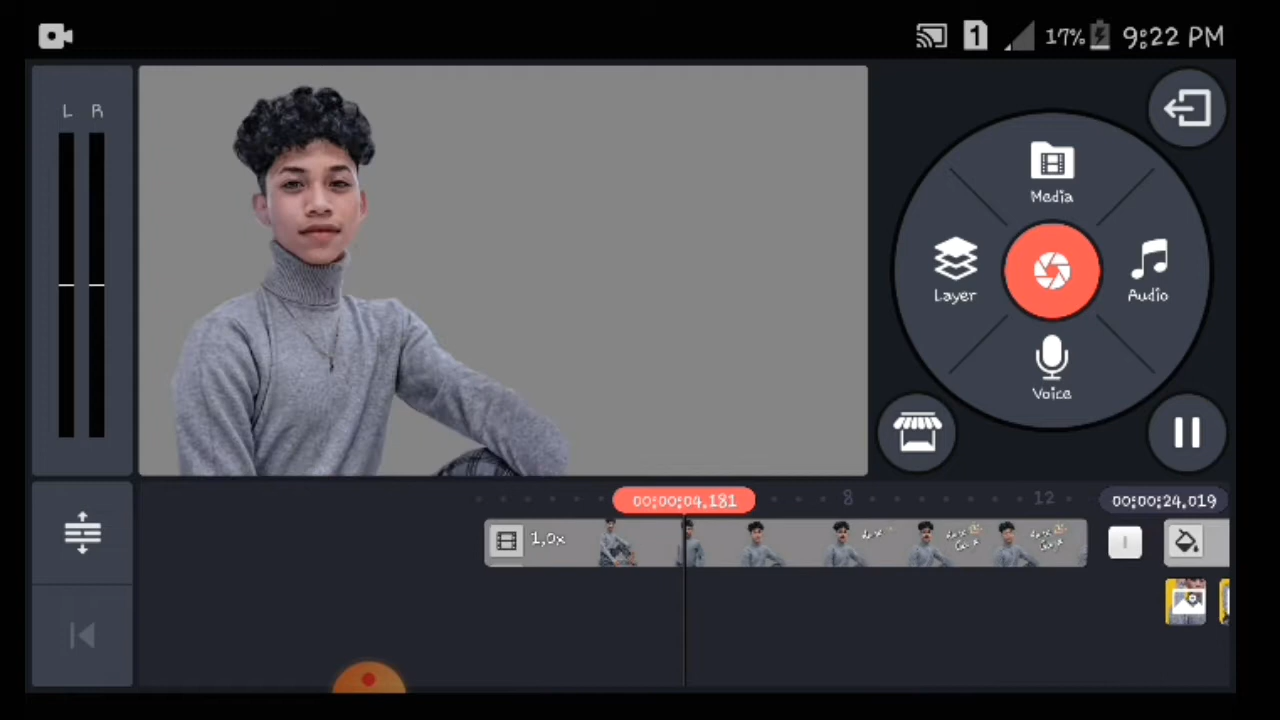 1 17% 9:22 PM
L R
Media
Layer
Audio
Voice
00:00:04.181 8 12 00:00:24.019
1,0x